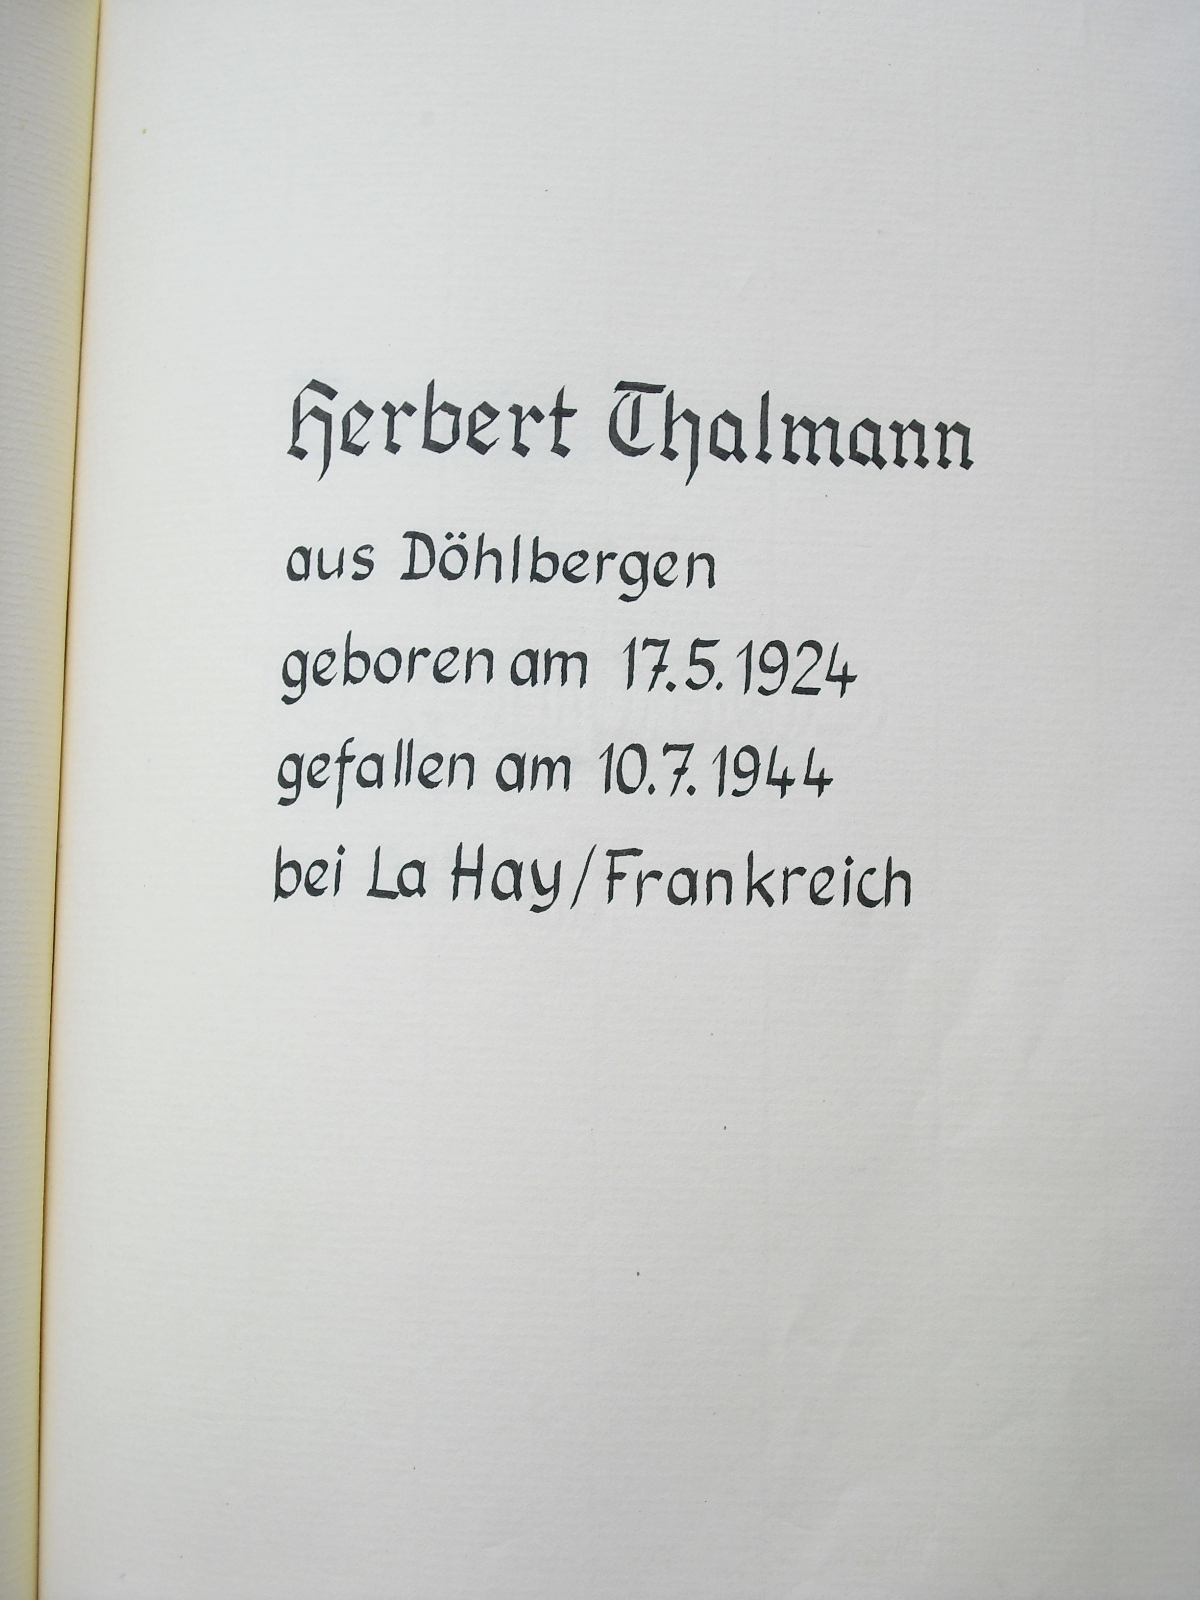 Herbert Thalmann
aus Döhlbergen
geboren am 17.5.1924
gefallen am 10.7.1944
bei La Hay/Frankreich